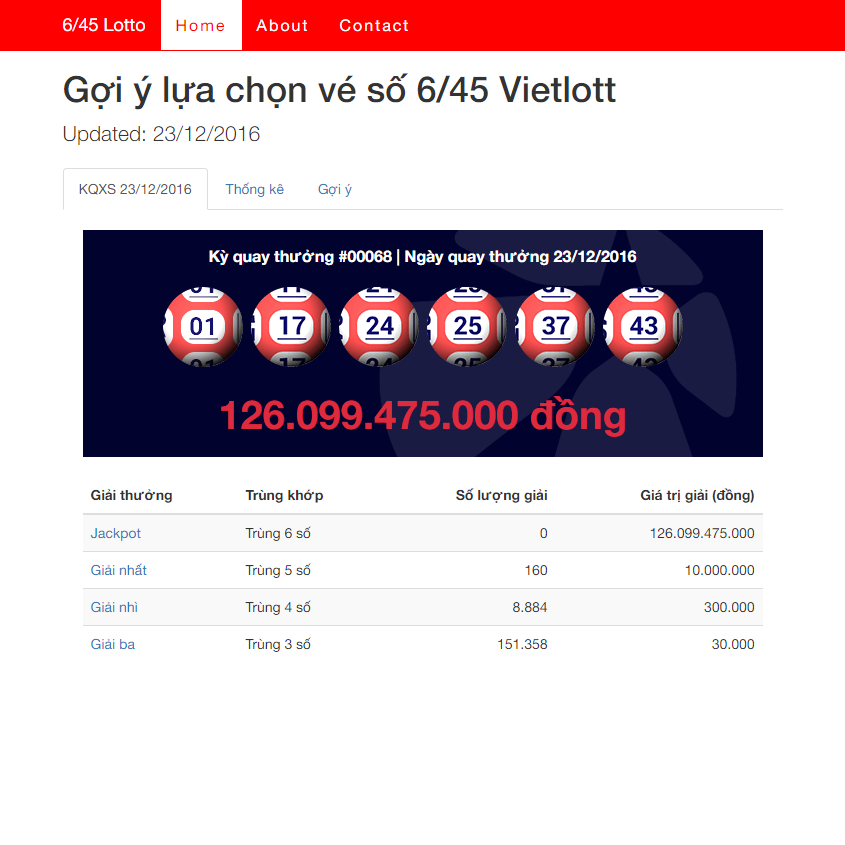 6/45 Lotto Home About Contact
Gợi ý lựa chọn vé số 6/45 Vietlott
Updated: 23/12/2016
KQXS 23/12/2016 Thống kê Gợi ý
Kỳ quay thưởng #00068 | Ngày quay thưởng 23/12/2016
01 17 24 25 37 43
126.099.475.000 đồng
Giải thưởng Trùng khớp Số lượng giải Giá trị giải (đồng)
Jackpot Trùng 6 số 0 126.099.475.000
Giải nhất Trùng 5 số 160 10.000.000
Giải nhì Trùng 4 số 8.884 300.000
Giải ba Trùng 3 số 151.358 30.000